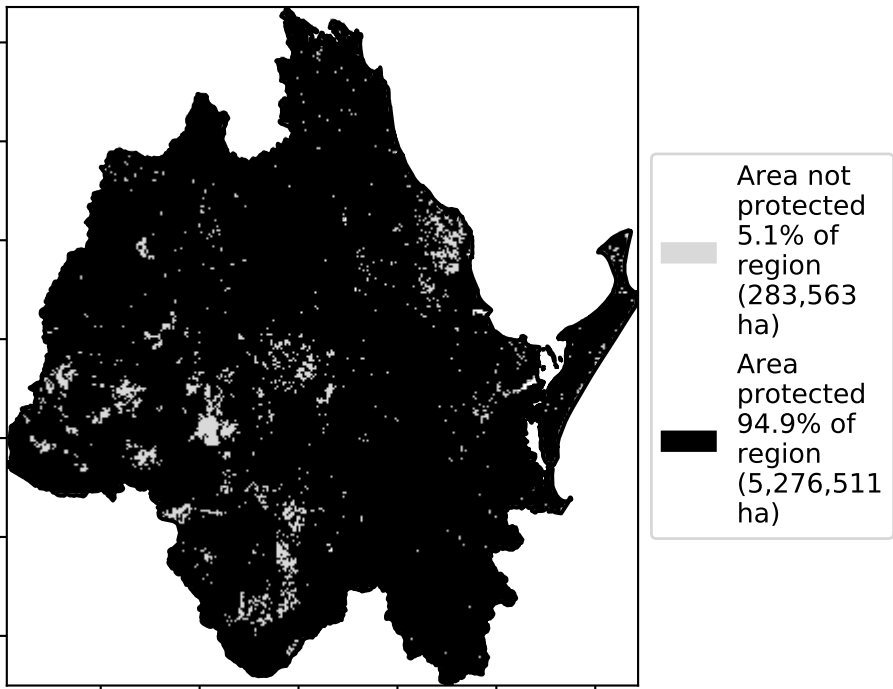 Area not
protected
5.1% of
region
(283,563
ha)
Area
protected
94.9% of
region
(5,276,511
ha)